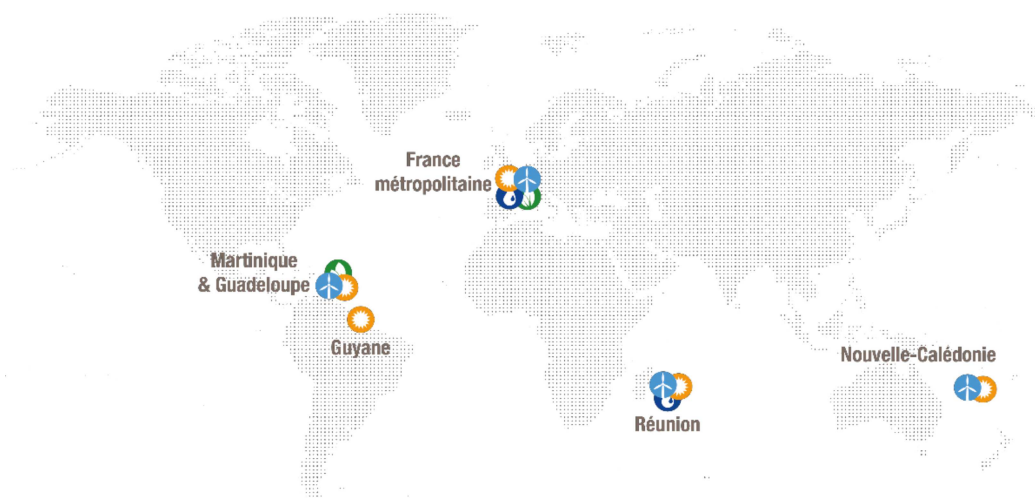 France
métropolitaine
Martinique
& Guadeloupe
Guyane
Nouvelle-Calédonie
Réunion